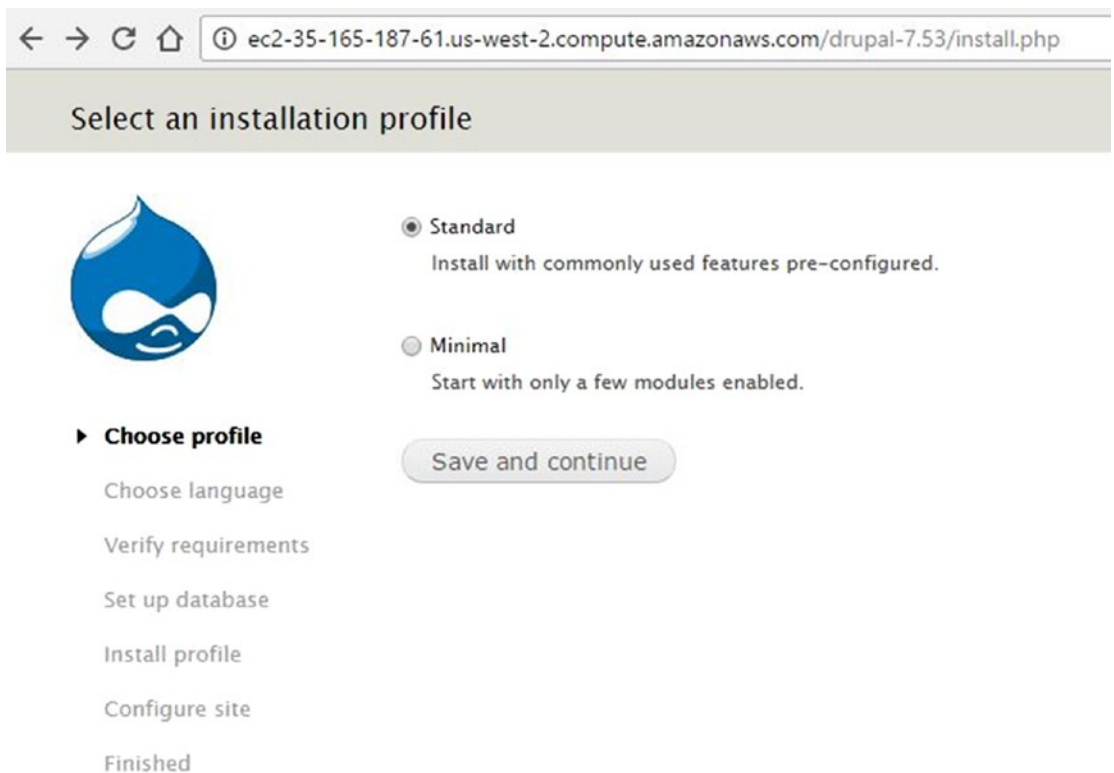 ec2-35-165-187-61.us-west-2.compute.amazonaws.com/drupal-7.53/install.php
Select an installation profile
Standard
Install with commonly used features pre-configured.
Minimal
Start with only a few modules enabled.
Save and continue
Choose profile
Choose language
Verify requirements
Set up database
Install profile
Configure site
Finished